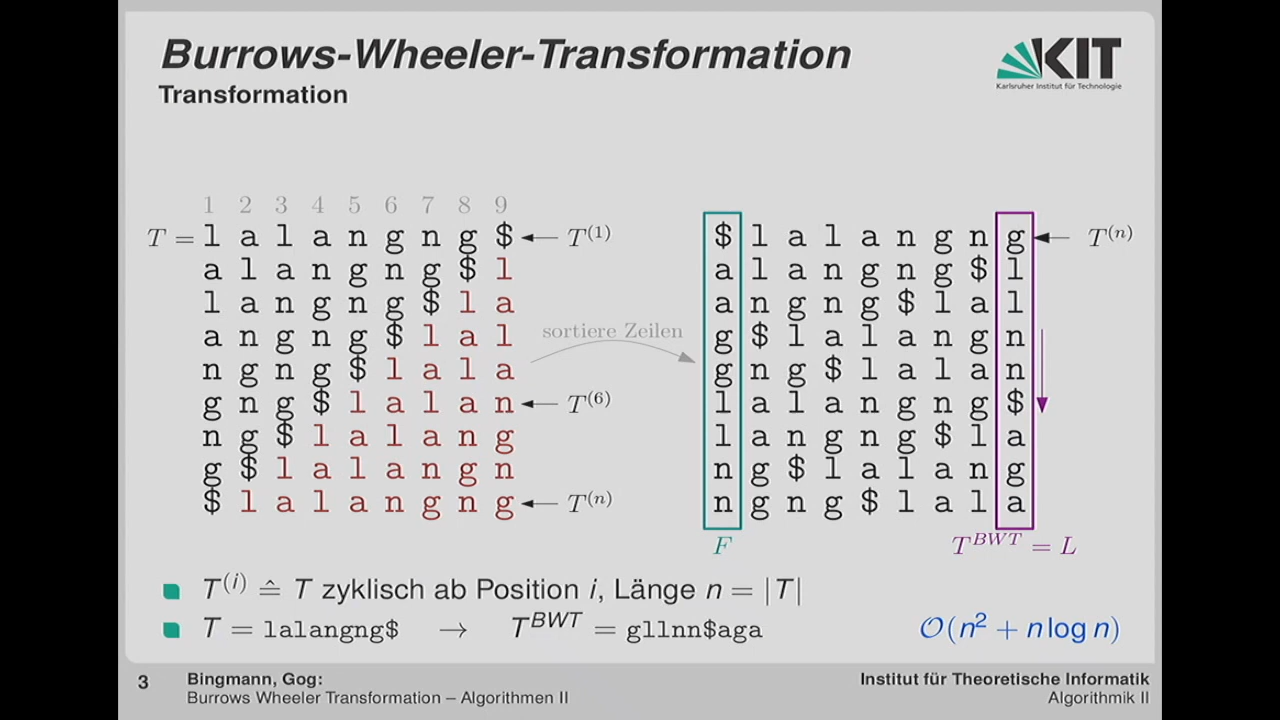 Burrows-Wheeler-Transformation
Transformation
KIT
Karlsruher Institut für Technologie
1 2 3 4 5 6 7 8 9
T = l a l a n g n g $ ← T^(1)
a l a n g n g $ l
l a n g n g $ l a
a n g n g $ l a l
n g n g $ l a l a
g n g $ l a l a n ← T^(6)
n g $ l a l a n g
g $ l a l a n g n
$ l a l a n g n g ← T^(n)
sortiere Zeilen
$ l a l a n g n g ← T^(n)
a l a n g n g $ l
a n g n g $ l a l
g $ l a l a n g n
g n g $ l a l a n
l a l a n g n g $
l a n g n g $ l a
n g $ l a l a n g
n g n g $ l a l a
F
T^BWT = L
T^(i) ≙ T zyklisch ab Position i, Länge n = |T|
T = lalangng$ → T^BWT = gllnn$aga
O(n² + n log n)
3
Bingmann, Gog:
Burrows Wheeler Transformation – Algorithmen II
Institut für Theoretische Informatik
Algorithmik II